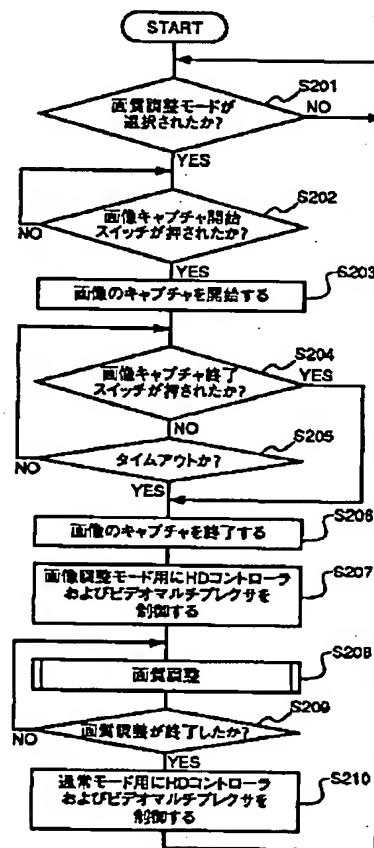 START
S201
画質調整モードが
選択されたか?
NO
YES
S202
画像キャプチャ開始
スイッチが押されたか?
NO
YES
S203
画像のキャプチャを開始する
S204
画像キャプチャ終了
スイッチが押されたか?
YES
NO
S205
タイムアウトか?
NO
YES
S206
画像のキャプチャを終了する
S207
画像調整モード用にHDコントローラ
およびビデオマルチプレクサを
制御する
S208
画質調整
S209
画質調整が終了したか?
NO
YES
S210
通常モード用にHDコントローラ
およびビデオマルチプレクサを
制御する